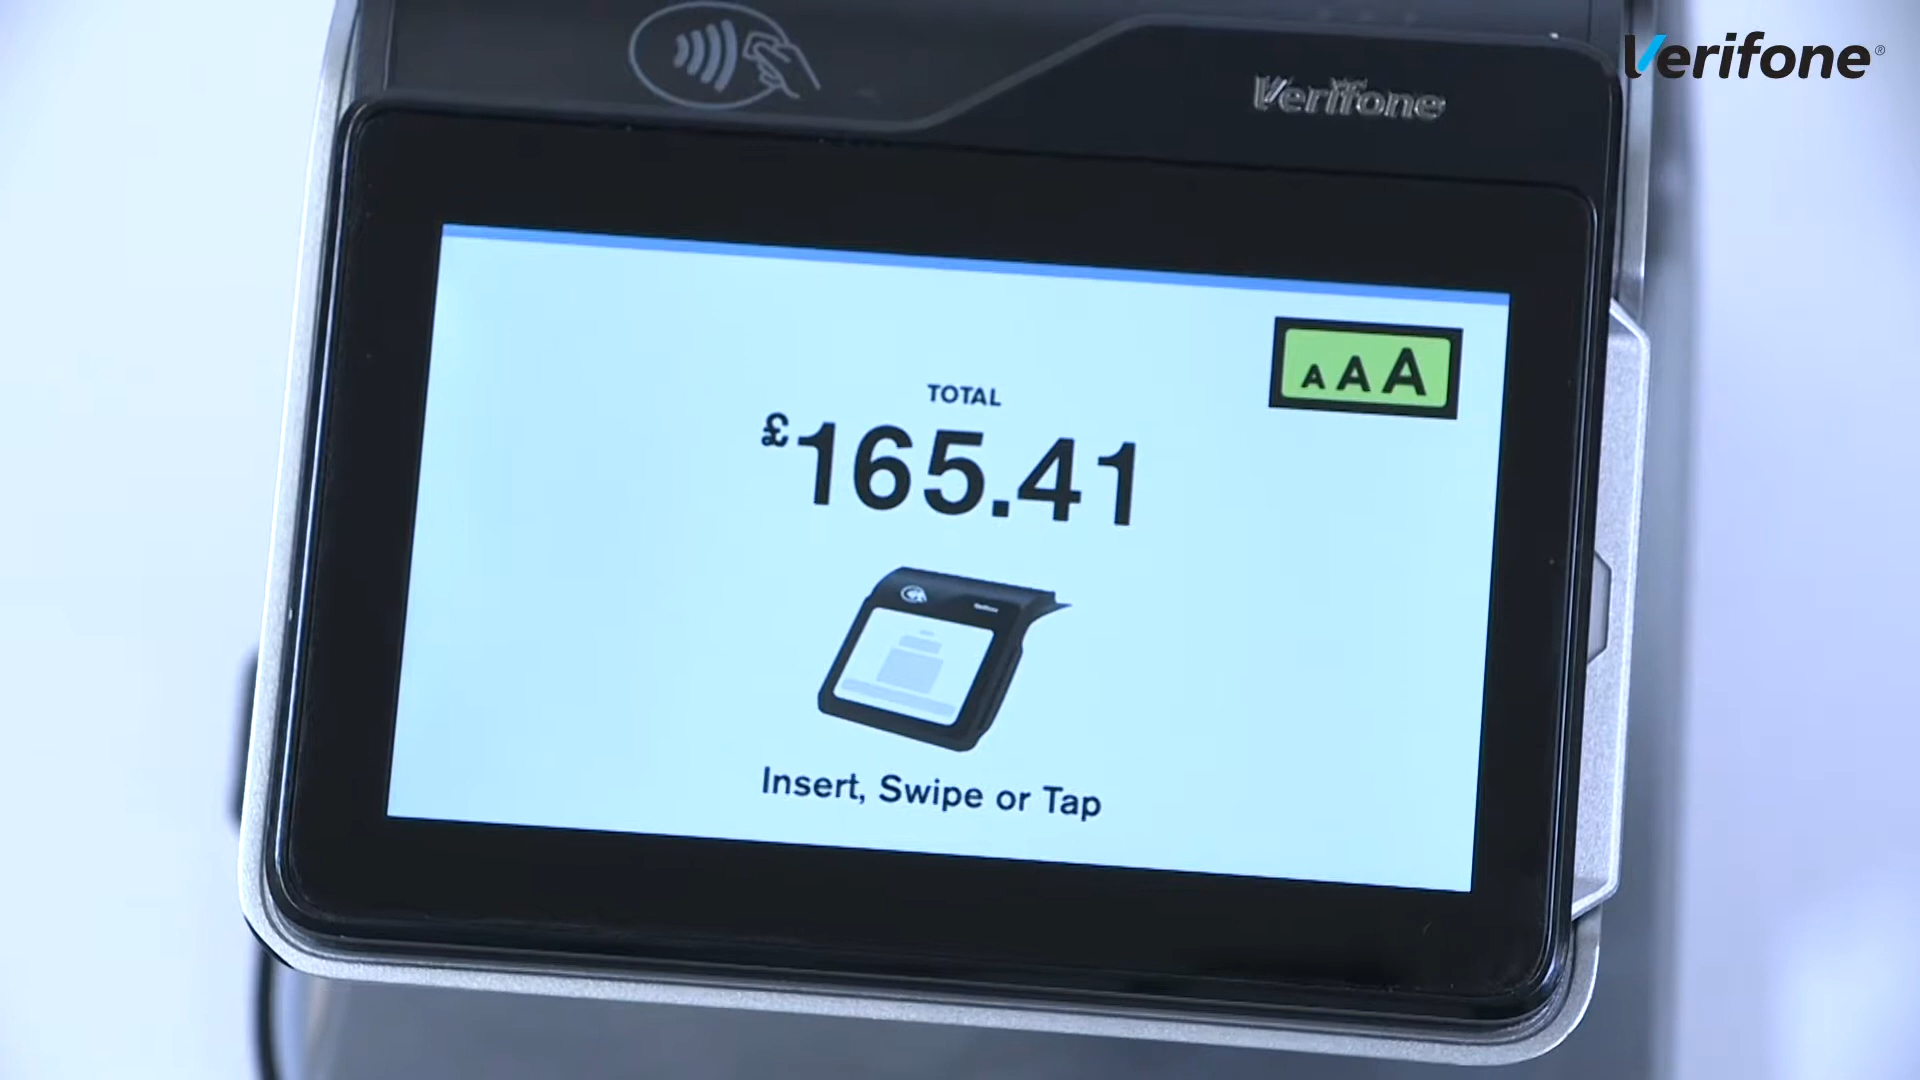 Verifone®
Verifone
AAA
TOTAL
£165.41
Insert, Swipe or Tap